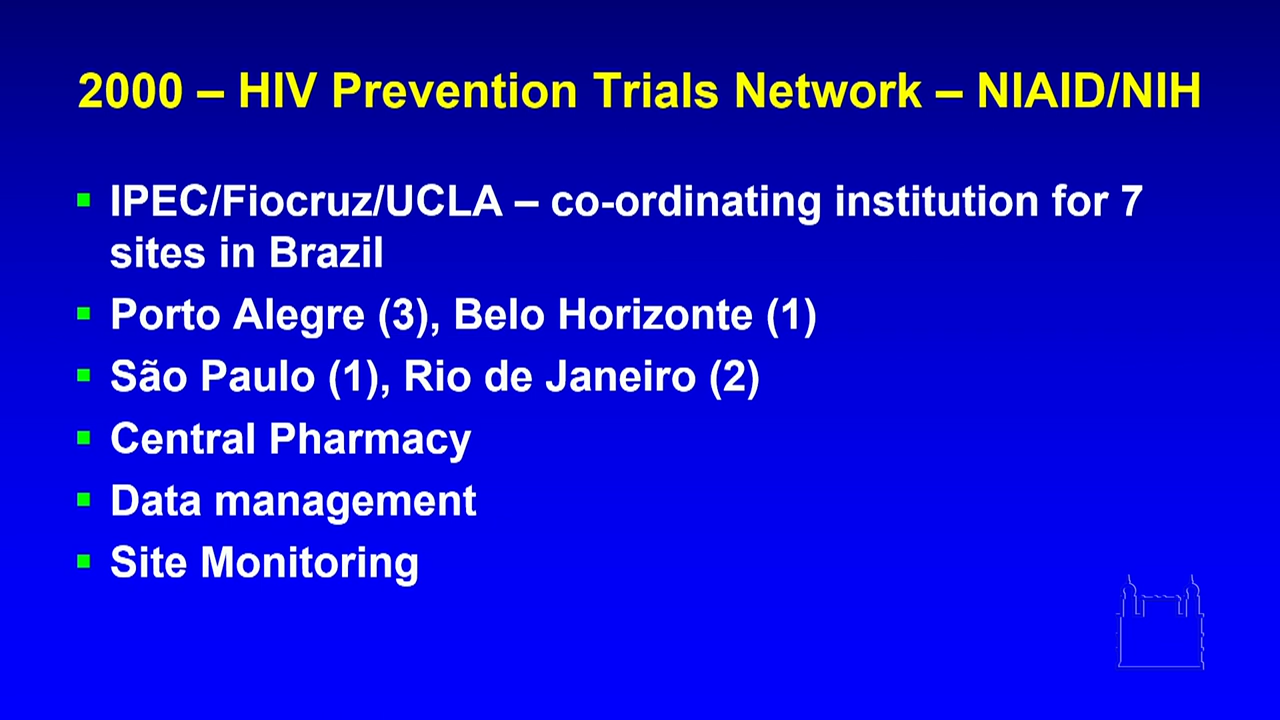 2000 – HIV Prevention Trials Network – NIAID/NIH
IPEC/Fiocruz/UCLA – co-ordinating institution for 7
sites in Brazil
Porto Alegre (3), Belo Horizonte (1)
São Paulo (1), Rio de Janeiro (2)
Central Pharmacy
Data management
Site Monitoring